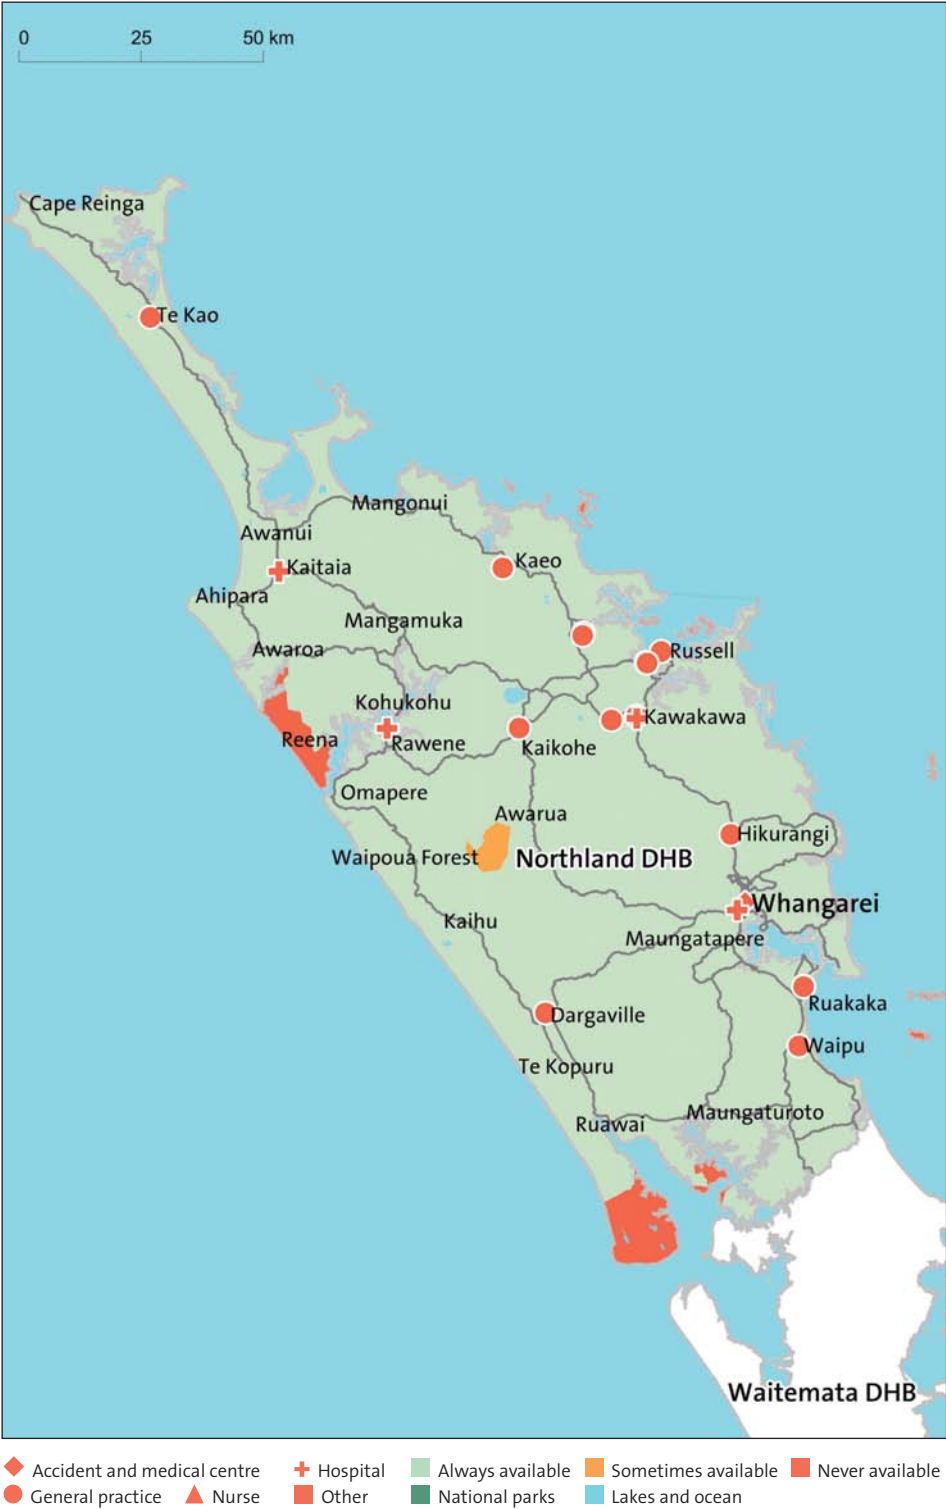 0 25 50 km
Cape Reinga
Te Kao
Mangonui
Awanui
Kaeo
Kaitaia
Ahipara
Mangamuka
Awaroa
Russell
Kohukohu
Kawakawa
Reena
Rawene
Kaikohe
Omapere
Awarua
Hikurangi
Waipoua Forest
Northland DHB
Whangarei
Kaihu
Maungatapere
Ruakaka
Dargaville
Waipu
Te Kopuru
Maungaturoto
Ruawai
Waitemata DHB
Accident and medical centre Hospital Always available Sometimes available Never available
General practice Nurse Other National parks Lakes and ocean